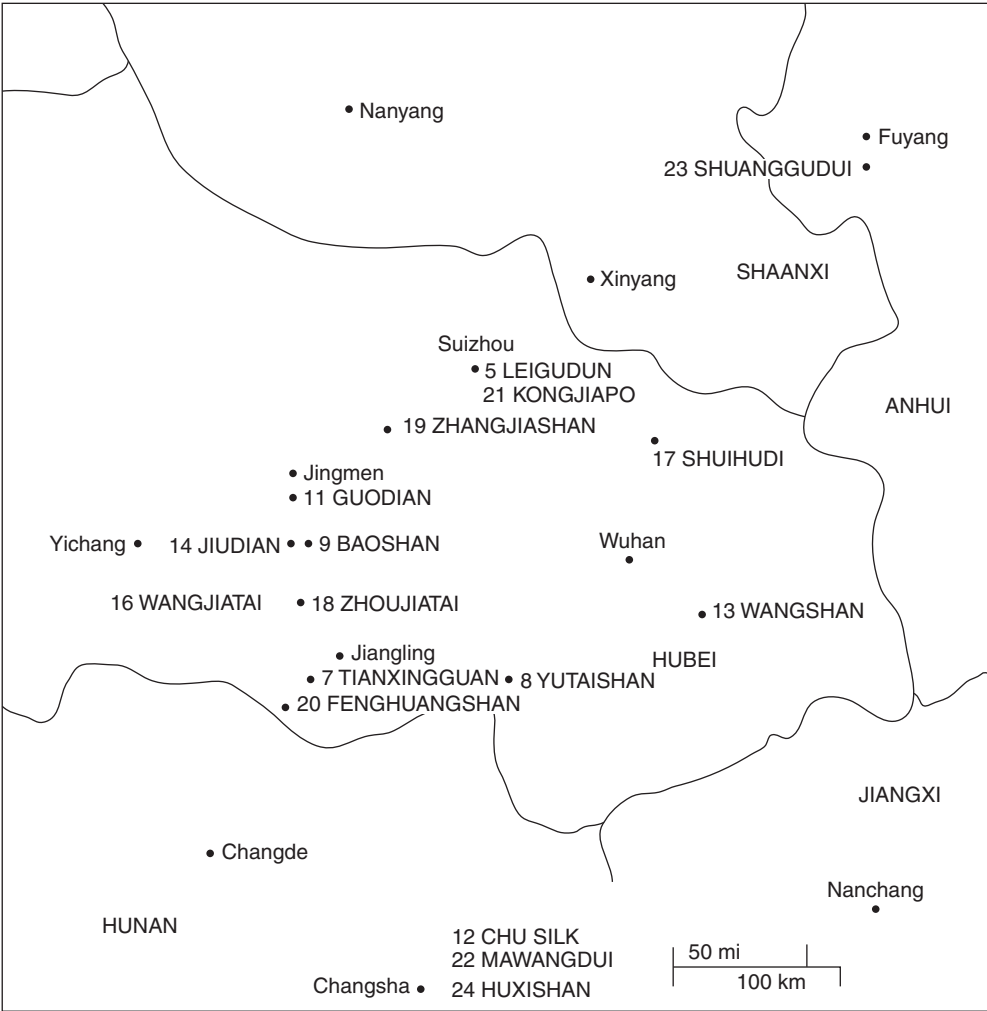 Nanyang
Fuyang
23 SHUANGGUDUI
SHAANXI
Xinyang
Suizhou
5 LEIGUDUN
21 KONGJIAPO
ANHUI
19 ZHANGJIASHAN
17 SHUIHUDI
Jingmen
11 GUODIAN
Yichang
14 JIUDIAN
9 BAOSHAN
Wuhan
16 WANGJIATAI
18 ZHOUJIATAI
13 WANGSHAN
Jiangling
HUBEI
7 TIANXINGGUAN
8 YUTAISHAN
20 FENGHUANGSHAN
JIANGXI
Changde
Nanchang
HUNAN
12 CHU SILK
22 MAWANGDUI
50 mi
100 km
Changsha
24 HUXISHAN